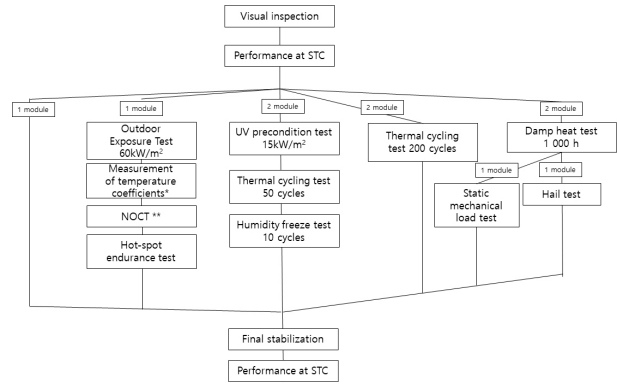 Visual inspection
Performance at STC
1 module
1 module
2 module
2 module
2 module
Outdoor
Exposure Test
60kW/m²
UV precondition test
15kW/m²
Thermal cycling
test 200 cycles
Damp heat test
1 000 h
Measurement
of temperature
coefficients*
Thermal cycling test
50 cycles
1 module
1 module
Static
mechanical
load test
Hail test
NOCT **
Humidity freeze test
10 cycles
Hot-spot
endurance test
Final stabilization
Performance at STC